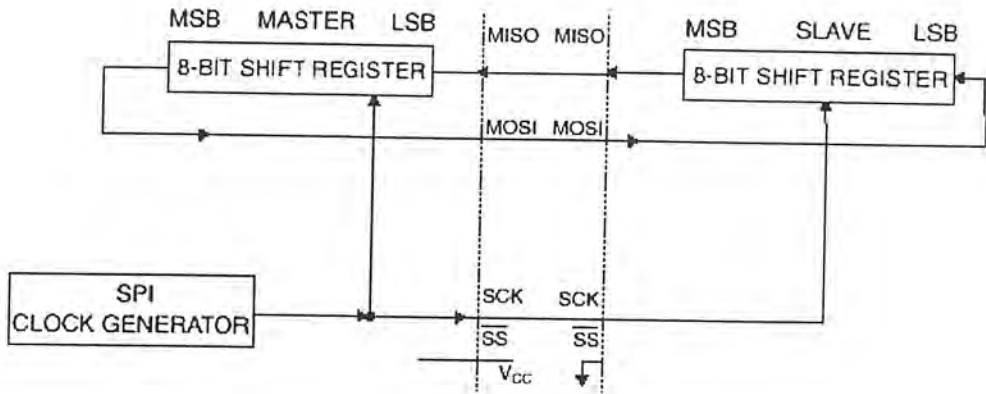 MSB MASTER LSB
8-BIT SHIFT REGISTER
MISO MISO
MSB SLAVE LSB
8-BIT SHIFT REGISTER
MOSI MOSI
SPI
CLOCK GENERATOR
SCK SCK
SS SS
VCC